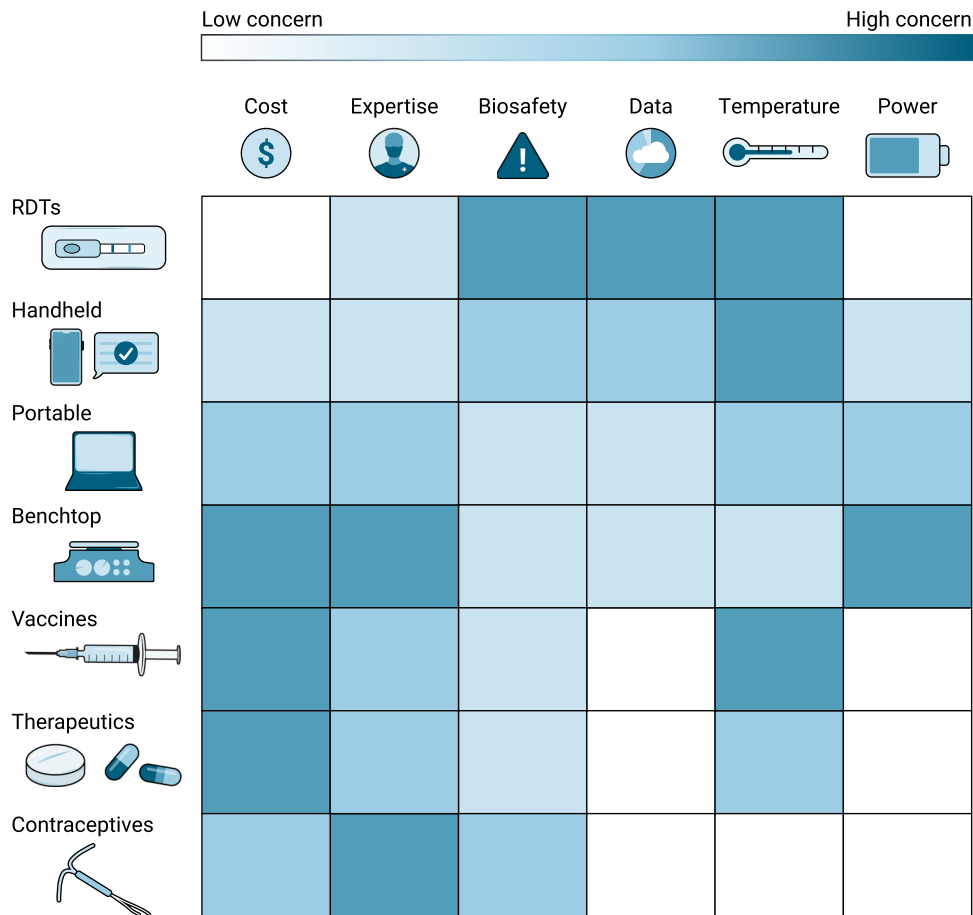 Low concern High concern
Cost Expertise Biosafety Data Temperature Power
$
!
RDTs
Handheld
Portable
Benchtop
Vaccines
Therapeutics
Contraceptives